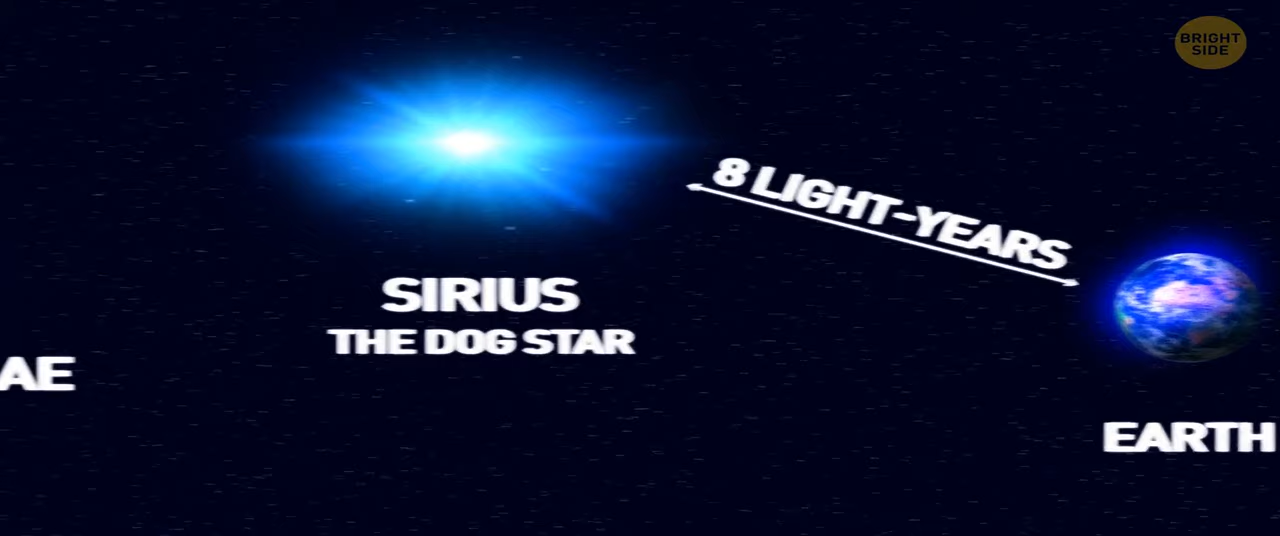 BRIGHT
SIDE
8 LIGHT-YEARS
SIRIUS
THE DOG STAR
AE
EARTH